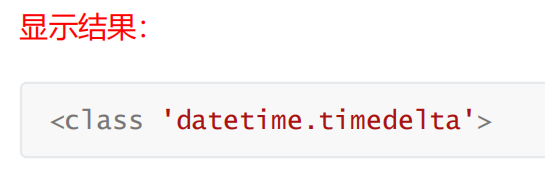 显示结果：
<class 'datetime.timedelta'>